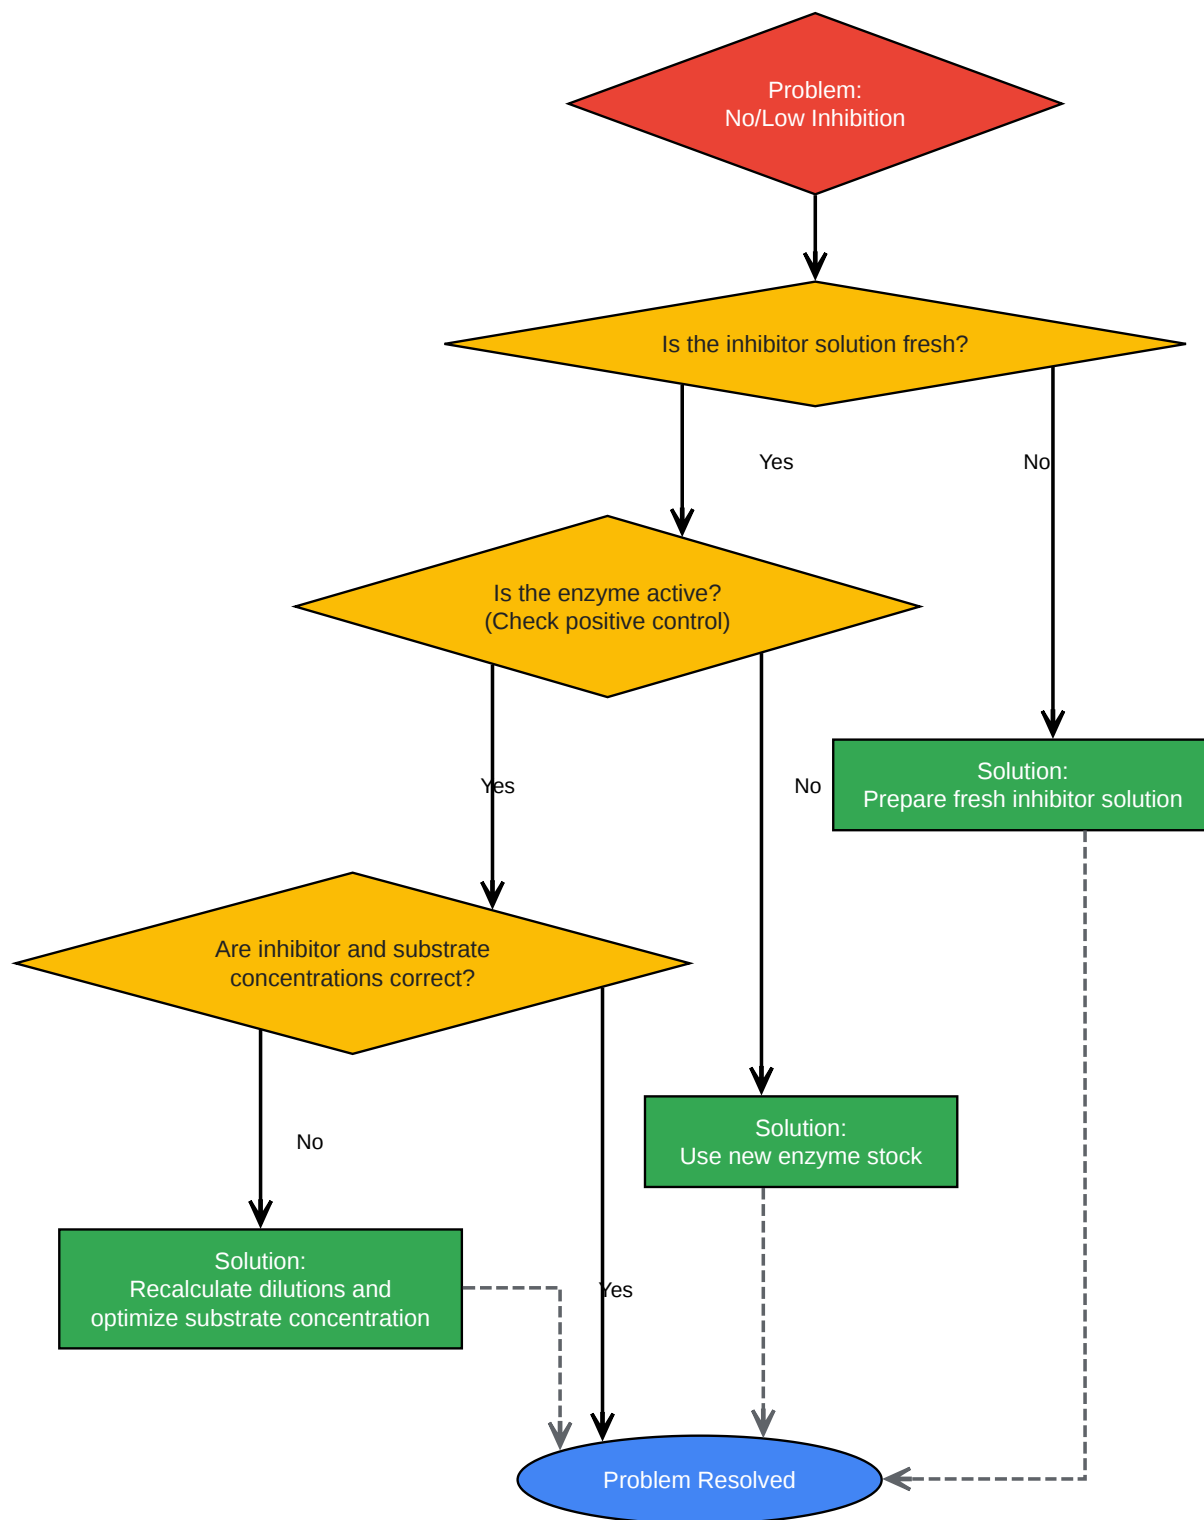 Problem:
No/Low Inhibition
Is the inhibitor solution fresh?
Yes
No
Is the enzyme active?
(Check positive control)
Yes
No
Solution:
Prepare fresh inhibitor solution
Are inhibitor and substrate
concentrations correct?
No
Yes
Solution:
Use new enzyme stock
Solution:
Recalculate dilutions and
optimize substrate concentration
Problem Resolved